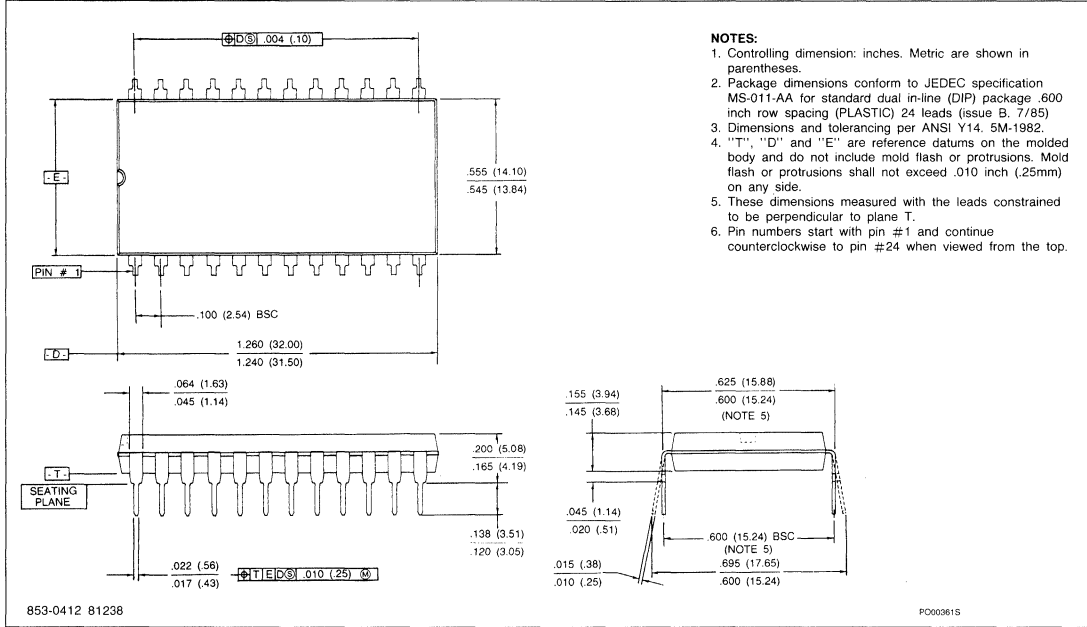 ⌖ D Ⓢ .004 (.10)
- E -
.555 (14.10)
.545 (13.84)
PIN # 1
.100 (2.54) BSC
- D -
1.260 (32.00)
1.240 (31.50)
.064 (1.63)
.045 (1.14)
.200 (5.08)
.165 (4.19)
- T -
SEATING
PLANE
.138 (3.51)
.120 (3.05)
.022 (.56)
.017 (.43)
⌖ T E D Ⓢ .010 (.25) Ⓜ
853-0412 81238
NOTES:
1. Controlling dimension: inches. Metric are shown in
parentheses.
2. Package dimensions conform to JEDEC specification
MS-011-AA for standard dual in-line (DIP) package .600
inch row spacing (PLASTIC) 24 leads (issue B. 7/85)
3. Dimensions and tolerancing per ANSI Y14. 5M-1982.
4. "T", "D" and "E" are reference datums on the molded
body and do not include mold flash or protrusions. Mold
flash or protrusions shall not exceed .010 inch (.25mm)
on any side.
5. These dimensions measured with the leads constrained
to be perpendicular to plane T.
6. Pin numbers start with pin #1 and continue
counterclockwise to pin #24 when viewed from the top.
.625 (15.88)
.600 (15.24)
(NOTE 5)
.155 (3.94)
.145 (3.68)
.045 (1.14)
.020 (.51)
.600 (15.24) BSC
(NOTE 5)
.695 (17.65)
.600 (15.24)
.015 (.38)
.010 (.25)
PO00361S